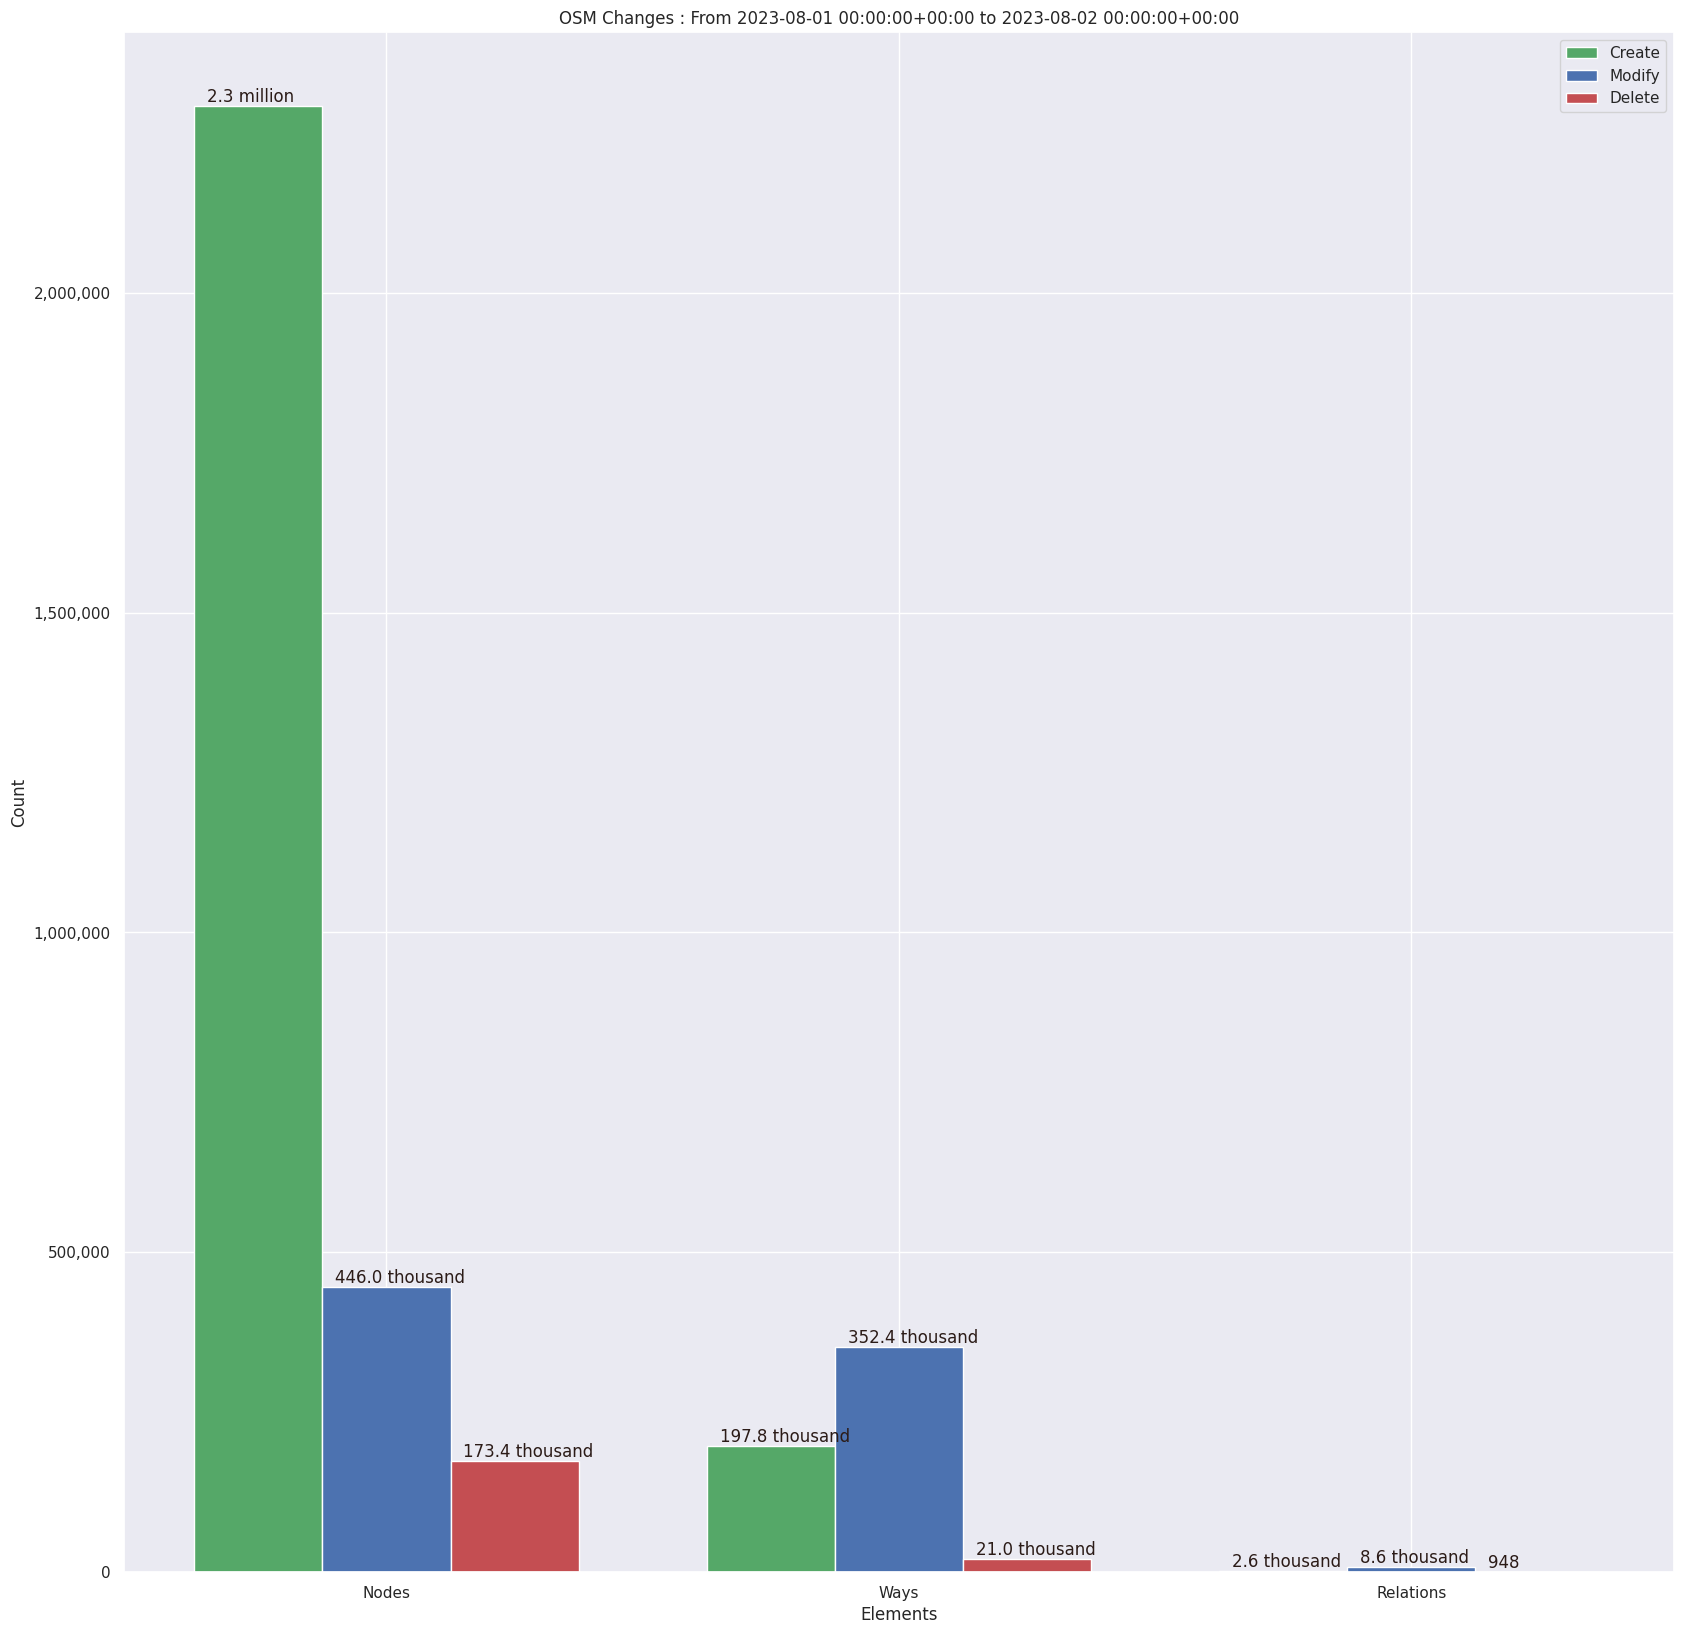 OSM Changes : From 2023-08-01 00:00:00+00:00 to 2023-08-02 00:00:00+00:00
Create
Modify
Delete
2.3 million
2,000,000
1,500,000
Count
1,000,000
500,000
446.0 thousand
352.4 thousand
197.8 thousand
173.4 thousand
21.0 thousand
2.6 thousand
8.6 thousand
948
0
Nodes
Ways
Relations
Elements